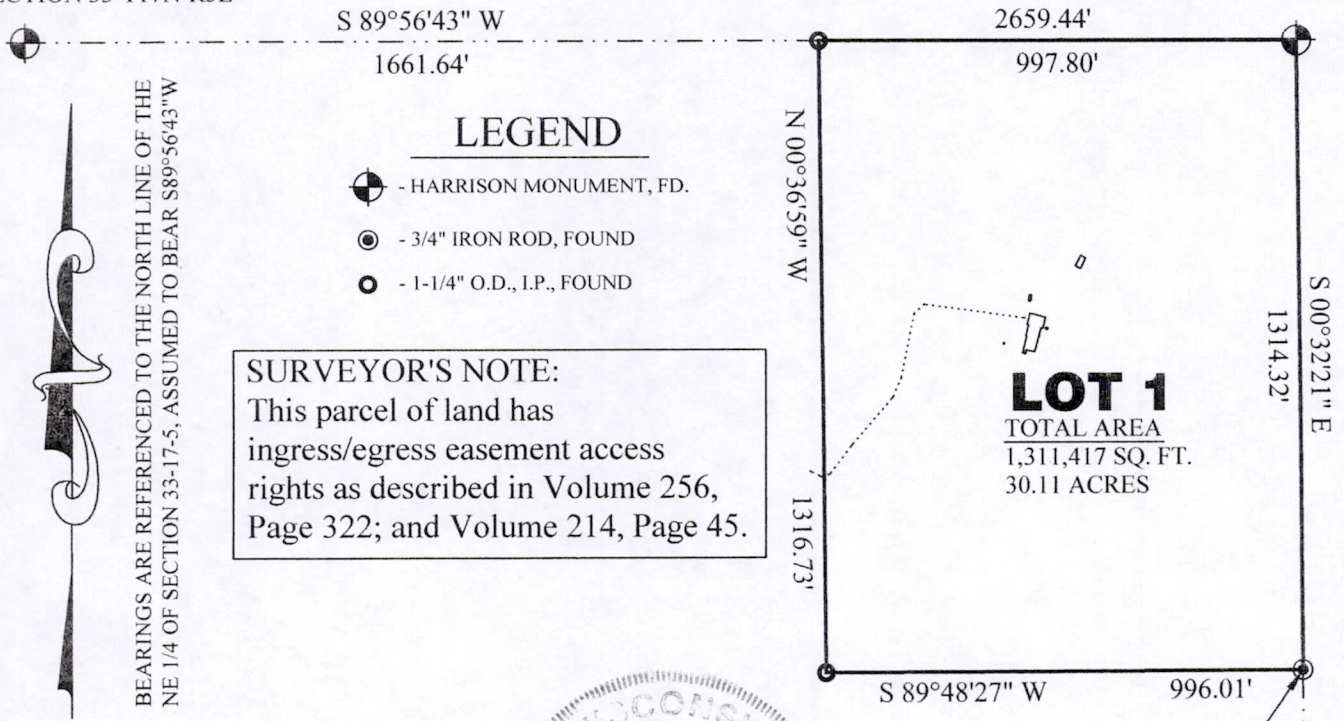 S 89°56'43" W
2659.44'
1661.64'
997.80'
BEARINGS ARE REFERENCED TO THE NORTH LINE OF THE
NE 1/4 OF SECTION 33-17-5, ASSUMED TO BEAR S89°56'43"W
LEGEND
- HARRISON MONUMENT, FD.
- 3/4" IRON ROD, FOUND
- 1-1/4" O.D., I.P., FOUND
SURVEYOR'S NOTE:
This parcel of land has
ingress/egress easement access
rights as described in Volume 256,
Page 322; and Volume 214, Page 45.
N 00°36'59" W
1316.73'
LOT 1
TOTAL AREA
1,311,417 SQ. FT.
30.11 ACRES
S 00°32'21" E
1314.32'
S 89°48'27" W
996.01'